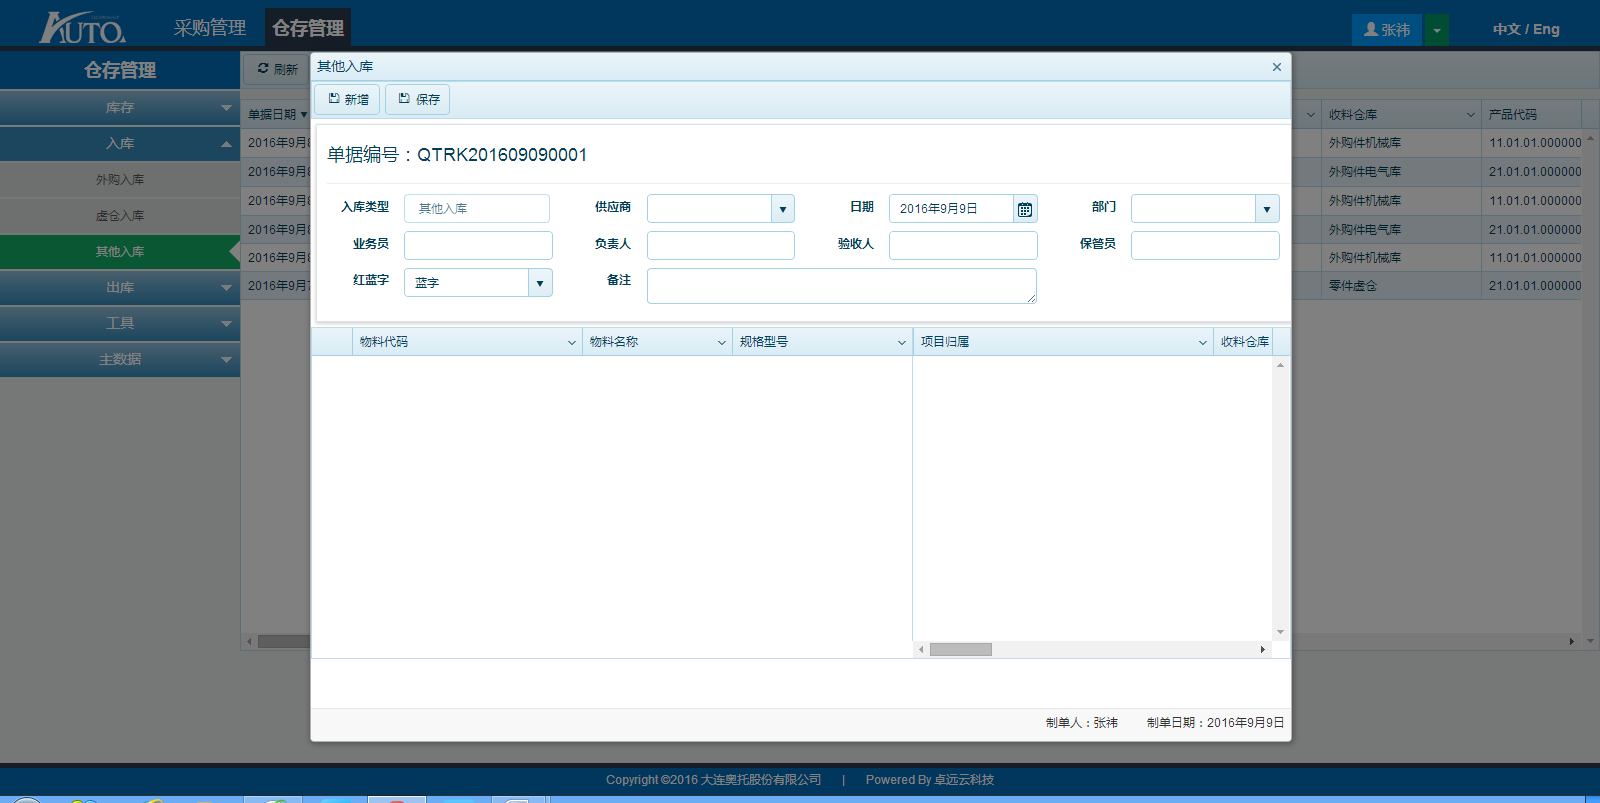 AUTO.
采购管理
仓存管理
张祎
中文 / Eng
仓存管理
库存
入库
外购入库
虚仓入库
其他入库
出库
工具
主数据
刷新
单据日期
收料仓库
产品代码
2016年9月8
外购件机械库
11.01.01.000000
2016年9月8
外购件电气库
21.01.01.000000
2016年9月8
外购件机械库
11.01.01.000000
2016年9月8
外购件电气库
21.01.01.000000
2016年9月8
外购件机械库
11.01.01.000000
2016年9月7
零件虚仓
21.01.01.000000
其他入库
新增
保存
单据编号：QTRK201609090001
入库类型 其他入库 供应商 日期 2016年9月9日 部门
业务员 负责人 验收人 保管员
红蓝字 蓝字 备注
物料代码 物料名称 规格型号 项目归属 收料仓库
制单人：张祎 制单日期：2016年9月9日
Copyright ©2016 大连奥托股份有限公司 | Powered By 卓远云科技